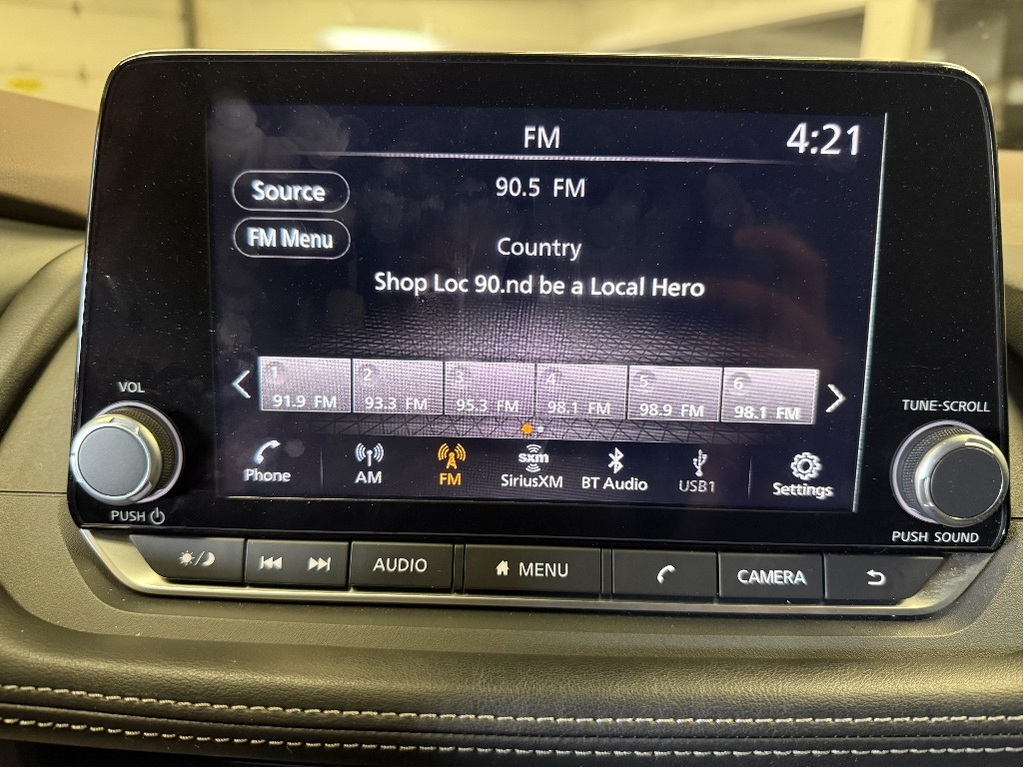 FM
4:21
Source
90.5 FM
FM Menu
Country
Shop Loc 90.nd be a Local Hero
1 2 3 4 5 6
91.9 FM 93.3 FM 95.3 FM 98.1 FM 98.9 FM 98.1 FM
VOL
TUNE·SCROLL
sxm
Phone AM FM SiriusXM BT Audio USB1 Settings
PUSH
PUSH SOUND
AUDIO MENU CAMERA